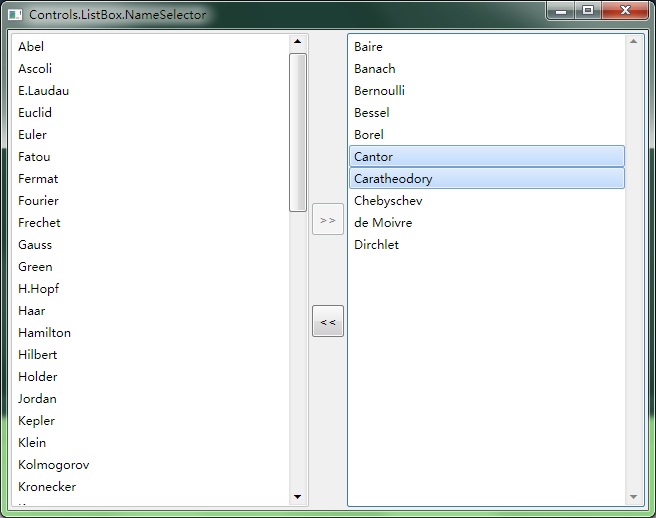 Controls.ListBox.NameSelector
Abel
Ascoli
E.Laudau
Euclid
Euler
Fatou
Fermat
Fourier
Frechet
Gauss
Green
H.Hopf
Haar
Hamilton
Hilbert
Holder
Jordan
Kepler
Klein
Kolmogorov
Kronecker
>>
<<
Baire
Banach
Bernoulli
Bessel
Borel
Cantor
Caratheodory
Chebyschev
de Moivre
Dirchlet